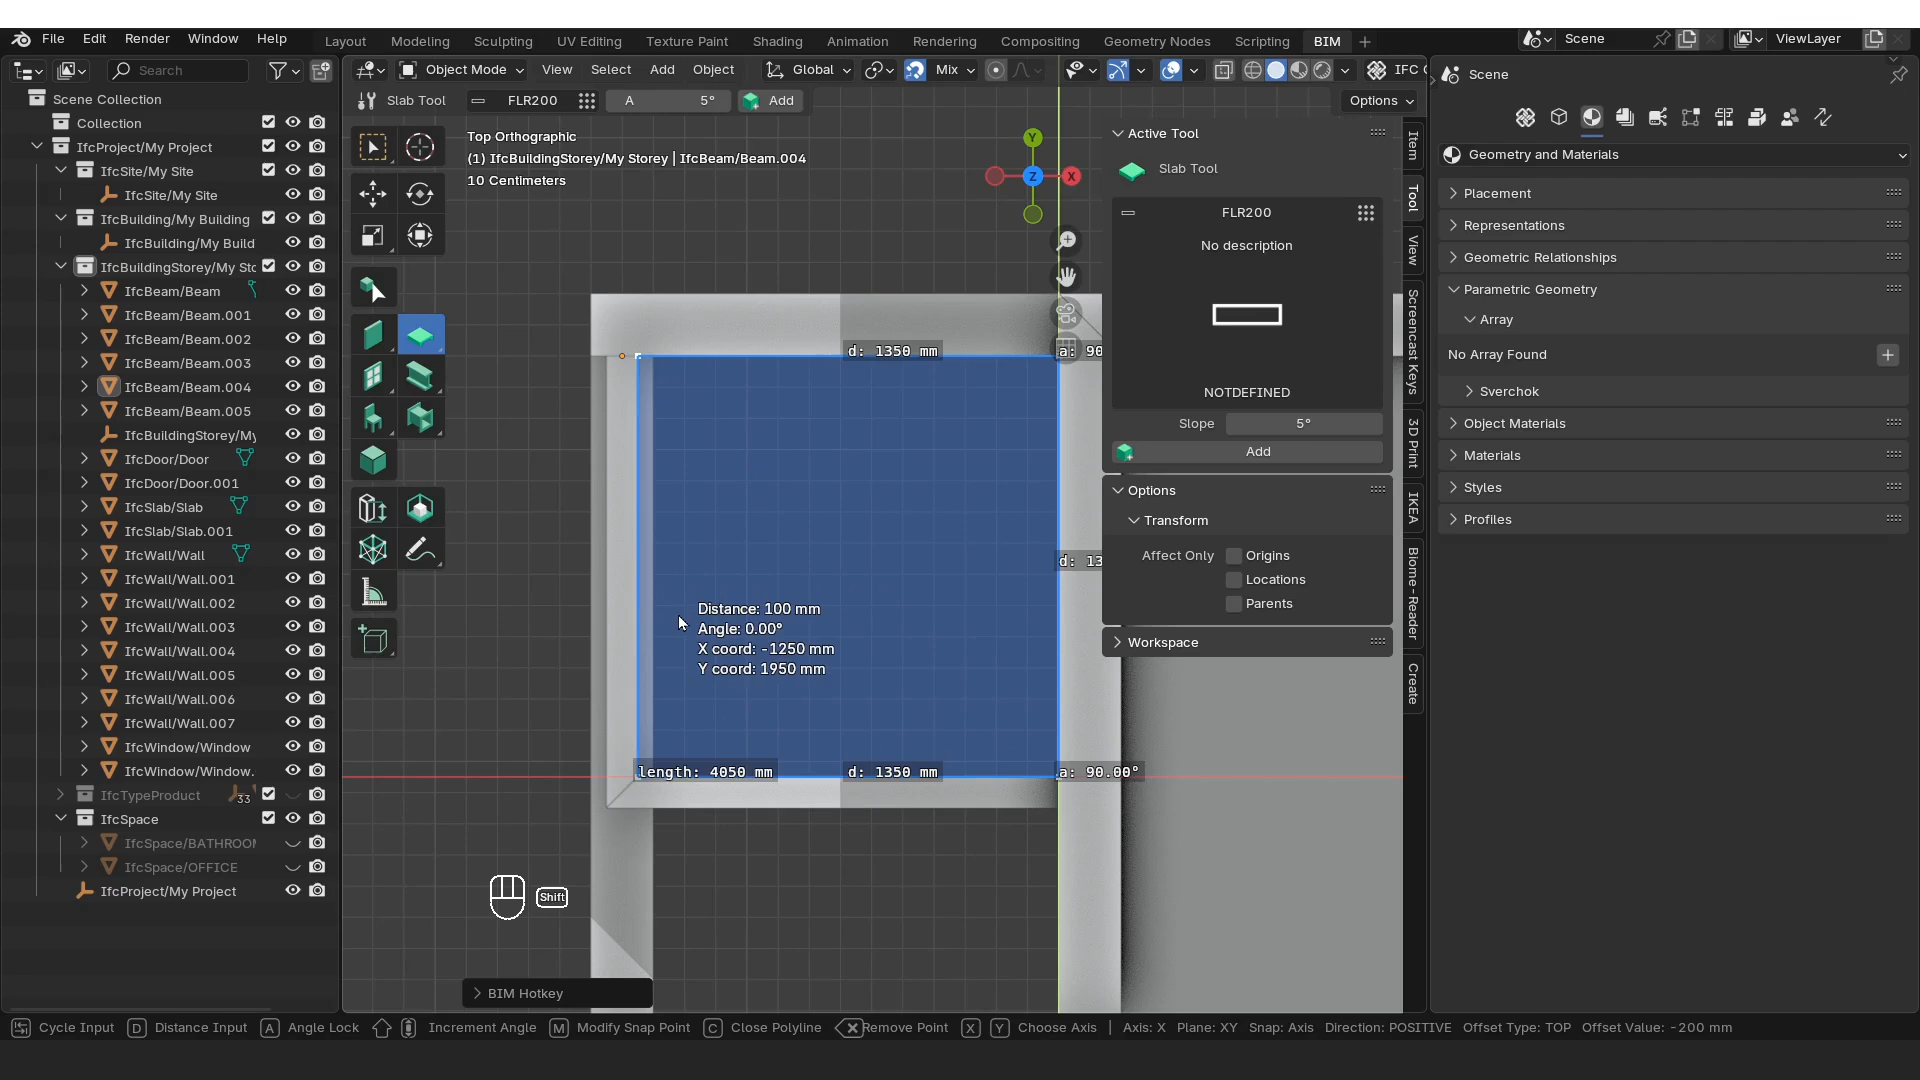 File Edit Render Window Help
Layout Modeling Sculpting UV Editing Texture Paint Shading Animation Rendering Compositing Geometry Nodes Scripting BIM
Scene
ViewLayer
Search
Object Mode View Select Add Object Global Mix IFC
Slab Tool FLR200 A 5° Add Options
Scene Collection
Collection
IfcProject/My Project
IfcSite/My Site
IfcSite/My Site
IfcBuilding/My Building
IfcBuilding/My Build
IfcBuildingStorey/My Sto
IfcBeam/Beam
IfcBeam/Beam.001
IfcBeam/Beam.002
IfcBeam/Beam.003
IfcBeam/Beam.004
IfcBeam/Beam.005
IfcBuildingStorey/My
IfcDoor/Door
IfcDoor/Door.001
IfcSlab/Slab
IfcSlab/Slab.001
IfcWall/Wall
IfcWall/Wall.001
IfcWall/Wall.002
IfcWall/Wall.003
IfcWall/Wall.004
IfcWall/Wall.005
IfcWall/Wall.006
IfcWall/Wall.007
IfcWindow/Window
IfcWindow/Window.
IfcTypeProduct 33
IfcSpace
IfcSpace/BATHROOM
IfcSpace/OFFICE
IfcProject/My Project
Top Orthographic
(1) IfcBuildingStorey/My Storey | IfcBeam/Beam.004
10 Centimeters
Y
Z
X
d: 1350 mm
a: 90
d: 13
Distance: 100 mm
Angle: 0.00°
X coord: -1250 mm
Y coord: 1950 mm
length: 4050 mm
d: 1350 mm
a: 90.00°
Shift
BIM Hotkey
Active Tool
Slab Tool
FLR200
No description
NOTDEFINED
Slope 5°
Add
Options
Transform
Affect Only Origins
Locations
Parents
Workspace
Item
Tool
View
Screencast Keys
3D Print
IKEA
Biome-Reader
Create
Scene
Geometry and Materials
Placement
Representations
Geometric Relationships
Parametric Geometry
Array
No Array Found
Sverchok
Object Materials
Materials
Styles
Profiles
Cycle Input D Distance Input A Angle Lock Increment Angle M Modify Snap Point C Close Polyline Remove Point X Y Choose Axis | Axis: X Plane: XY Snap: Axis Direction: POSITIVE Offset Type: TOP Offset Value: -200 mm